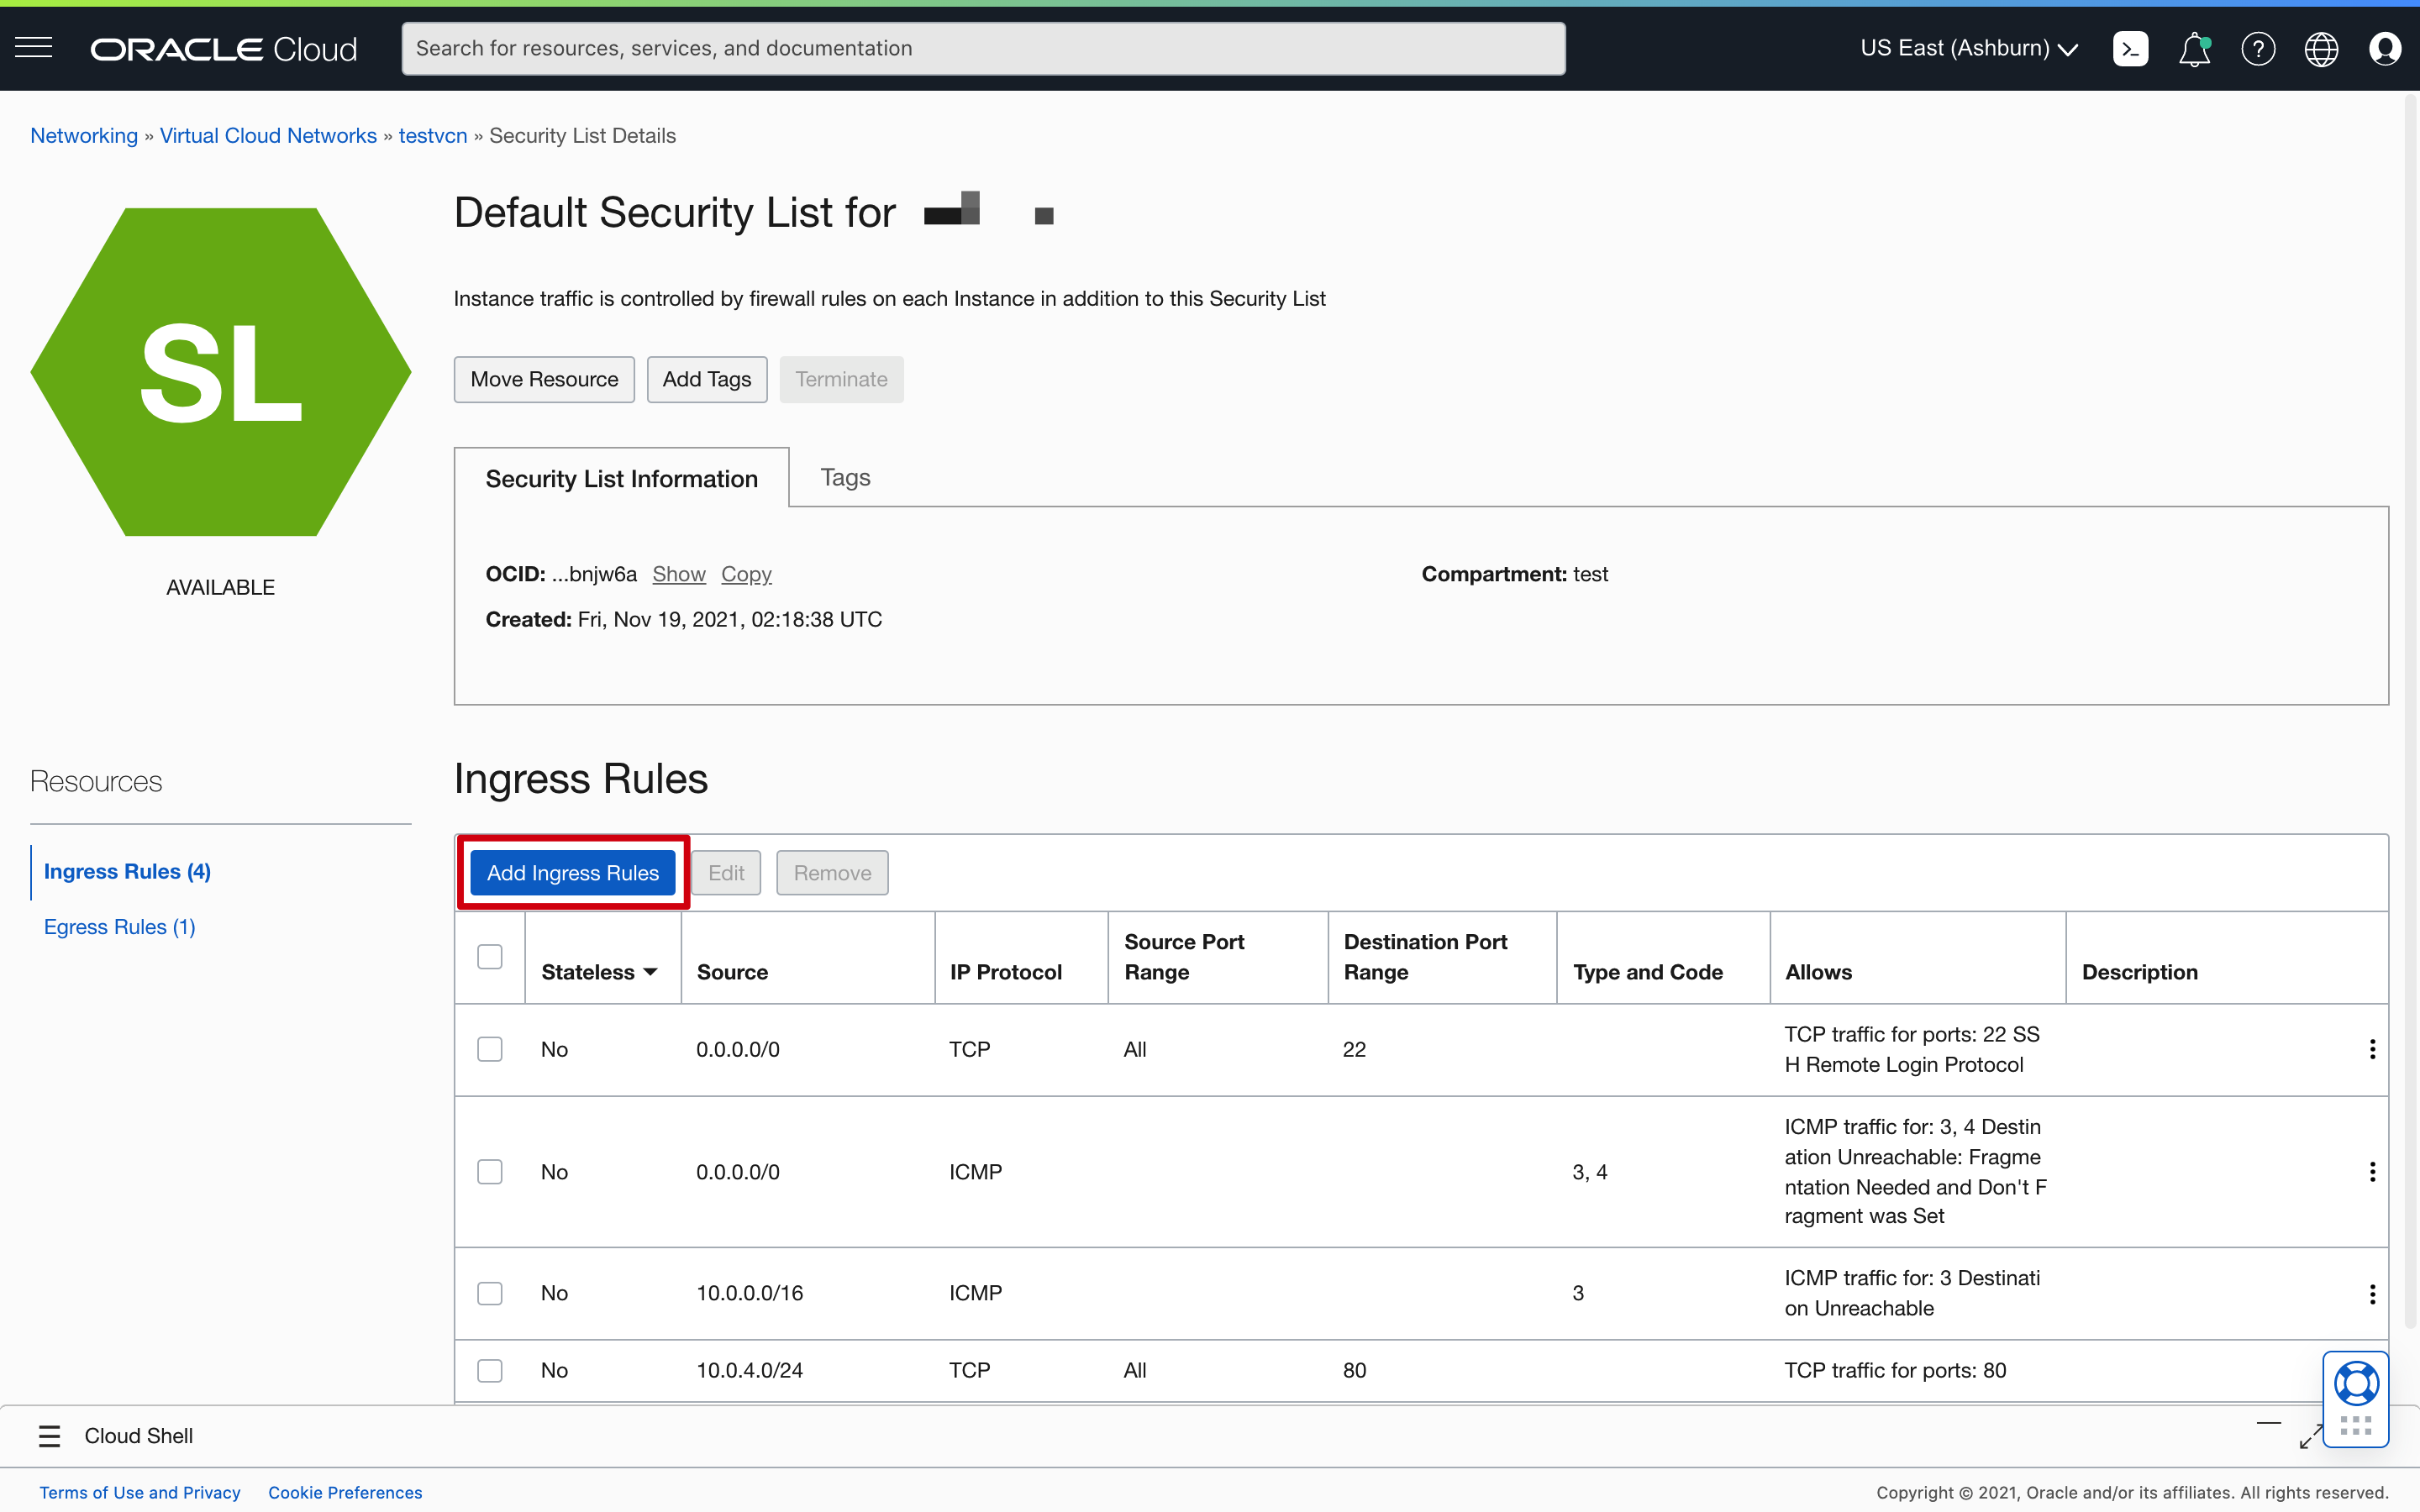 ORACLE Cloud
Search for resources, services, and documentation
US East (Ashburn)
Networking » Virtual Cloud Networks » testvcn » Security List Details
SL
AVAILABLE
Default Security List for
Instance traffic is controlled by firewall rules on each Instance in addition to this Security List
Move Resource
Add Tags
Terminate
Security List Information
Tags
OCID: ...bnjw6a Show Copy
Compartment: test
Created: Fri, Nov 19, 2021, 02:18:38 UTC
Resources
Ingress Rules (4)
Egress Rules (1)
Ingress Rules
Add Ingress Rules
Edit
Remove
Stateless
Source
IP Protocol
Source Port
Range
Destination Port
Range
Type and Code
Allows
Description
No 0.0.0.0/0 TCP All 22
TCP traffic for ports: 22 SS
H Remote Login Protocol
No 0.0.0.0/0 ICMP 3, 4
ICMP traffic for: 3, 4 Destin
ation Unreachable: Fragme
ntation Needed and Don't F
ragment was Set
No 10.0.0.0/16 ICMP 3
ICMP traffic for: 3 Destinati
on Unreachable
No 10.0.4.0/24 TCP All 80 TCP traffic for ports: 80
Cloud Shell
Terms of Use and Privacy
Cookie Preferences
Copyright © 2021, Oracle and/or its affiliates. All rights reserved.